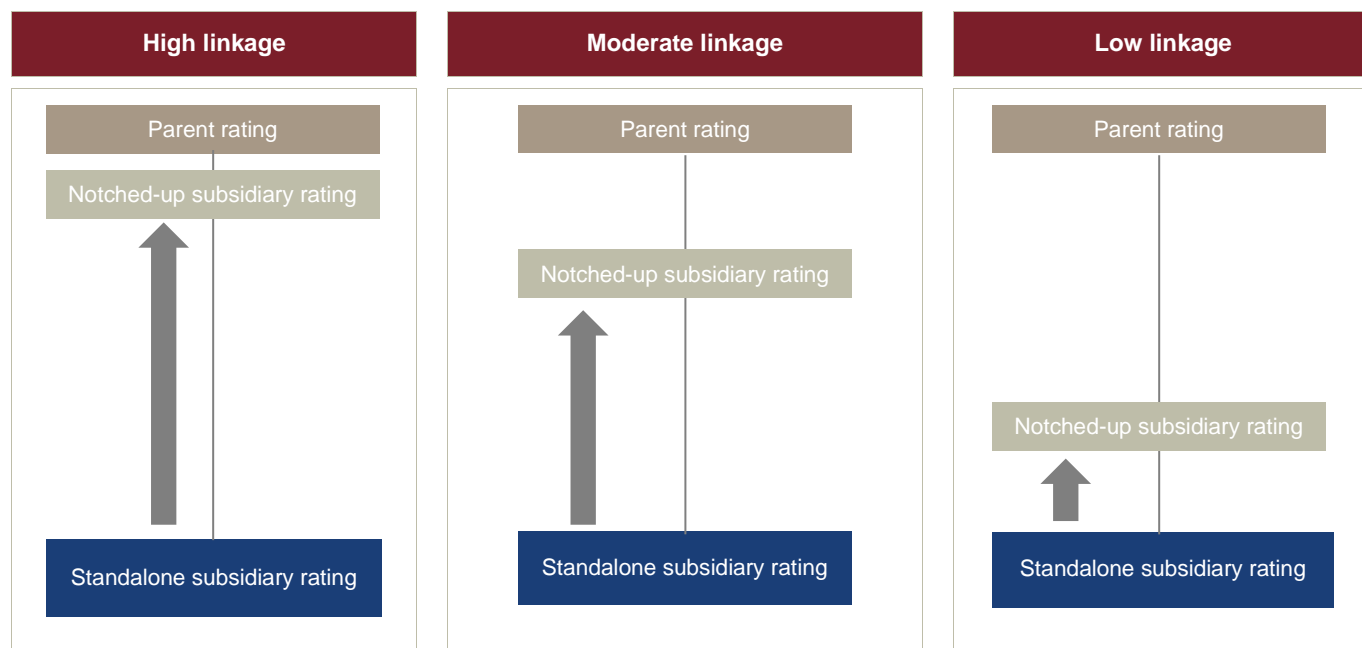 High linkage
Parent rating
Notched-up subsidiary rating
Standalone subsidiary rating
Moderate linkage
Parent rating
Notched-up subsidiary rating
Standalone subsidiary rating
Low linkage
Parent rating
Notched-up subsidiary rating
Standalone subsidiary rating